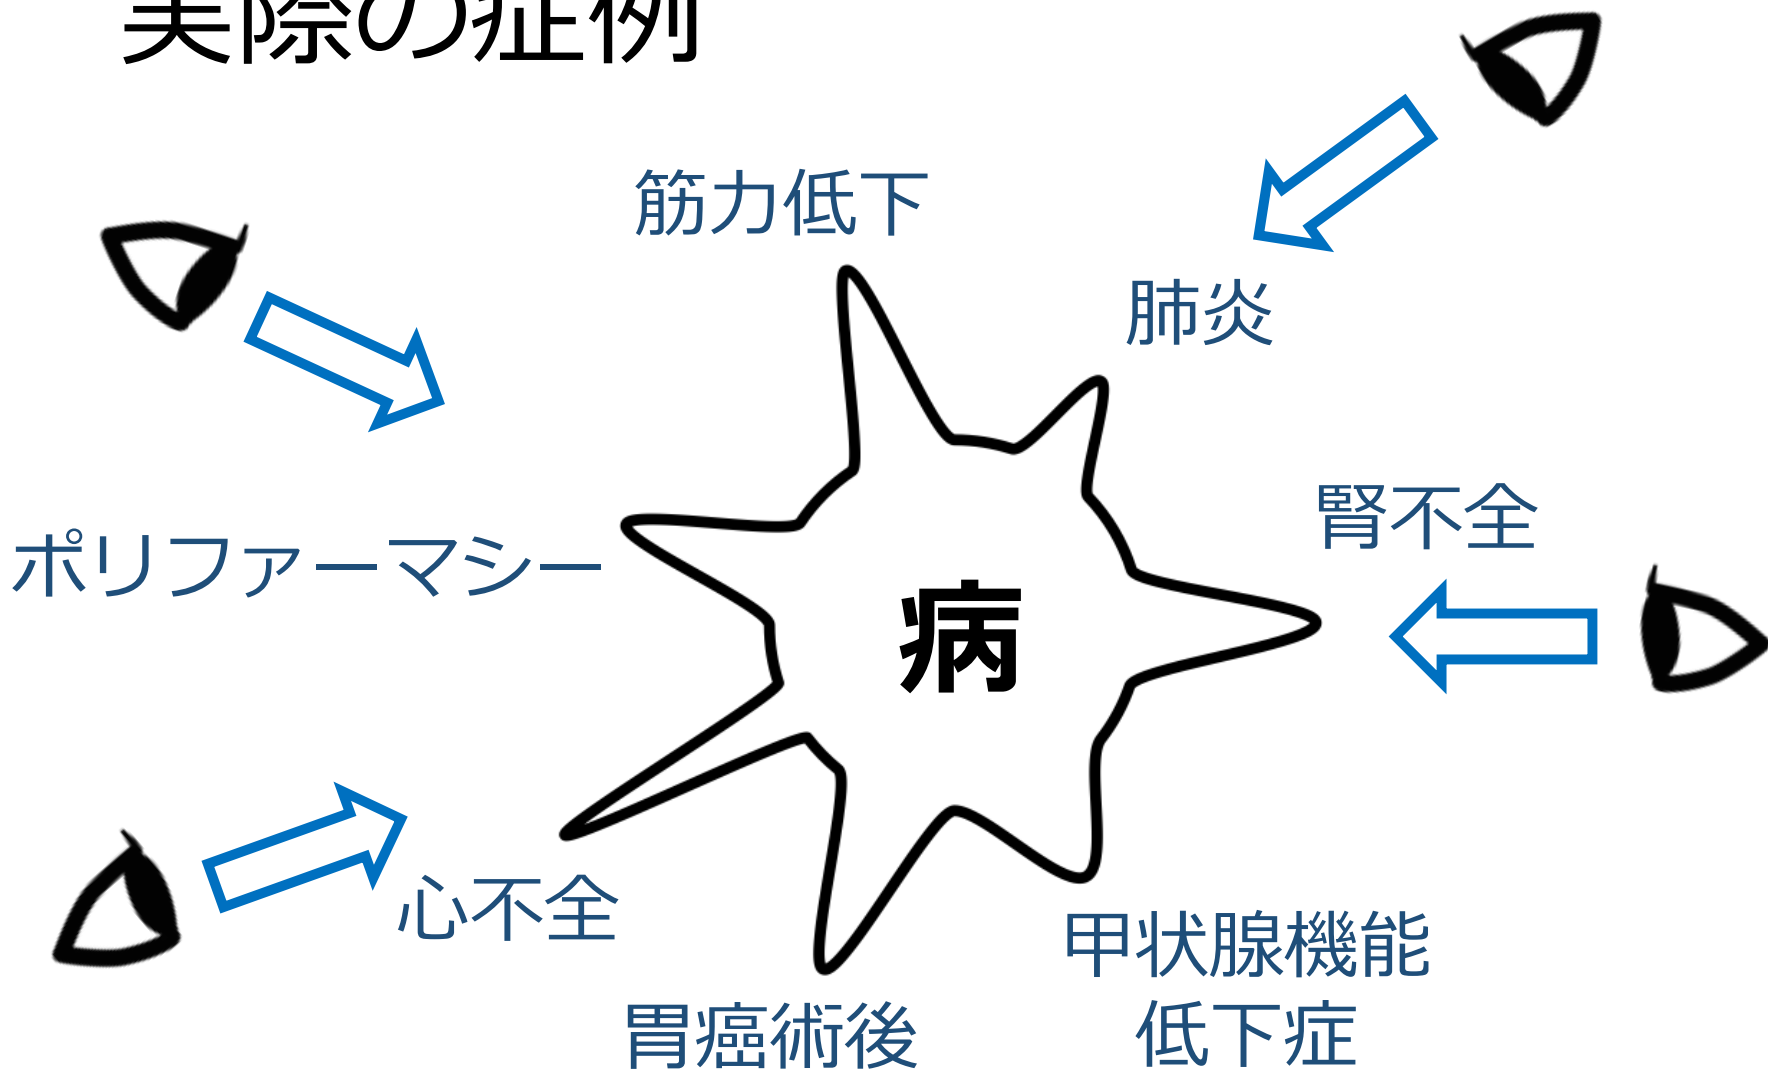 実際の症例
筋力低下
肺炎
腎不全
ポリファーマシー
病
心不全
甲状腺機能
低下症
胃癌術後